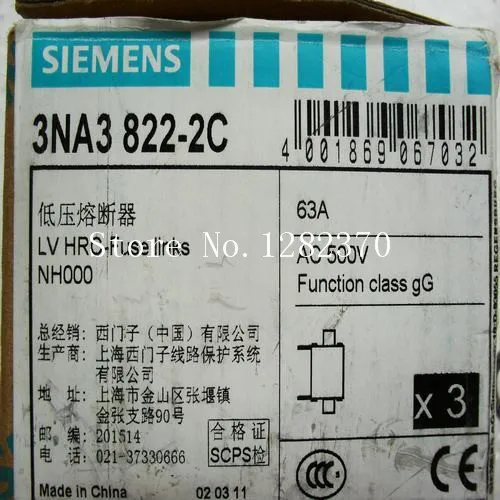 SIEMENS
3NA3 822-2C
4 001869 067032
低压熔断器
LV HRC-fuse links
NH000
63A
AC 500V
Function class gG
Store No. 1282370
总经销: 西门子（中国）有限公司
生产商: 上海西门子线路保护系统
有限公司
地 址: 上海市金山区张堰镇
金张支路90号
邮 编: 201514
电 话: 021-37330666
Made in China
02 03 11
合格证
SCPS检
x 3